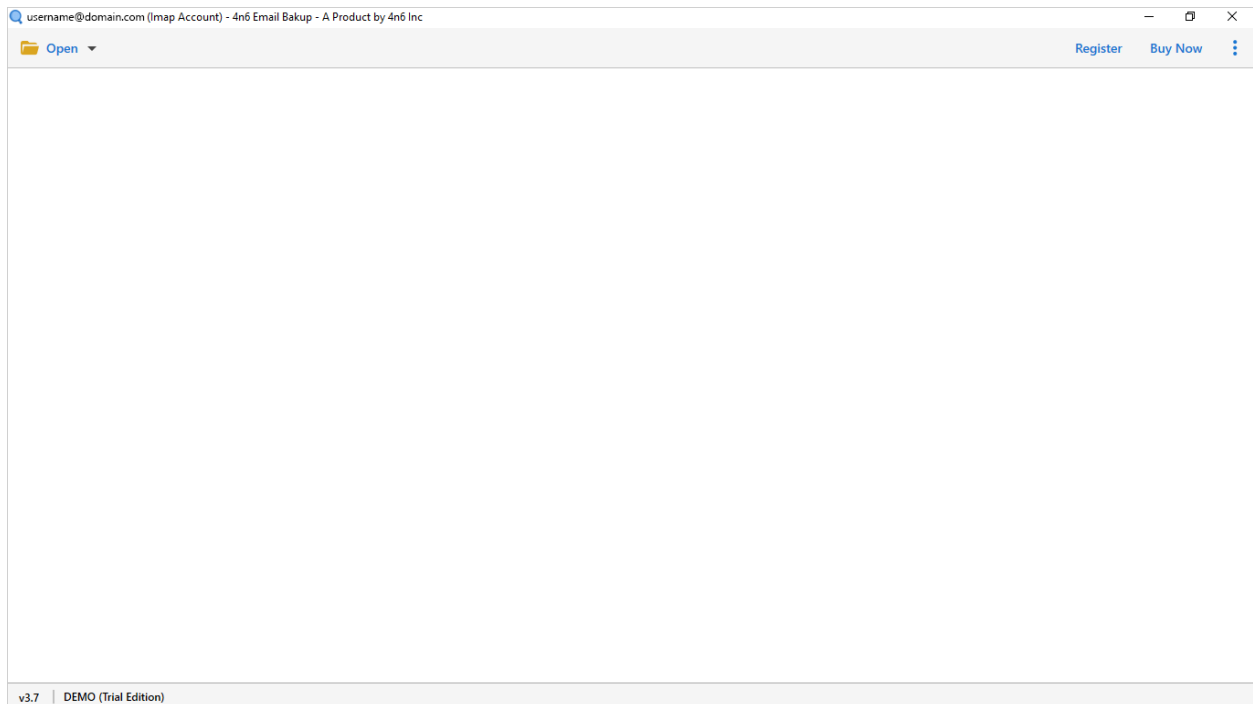 username@domain.com (Imap Account) - 4n6 Email Bakup - A Product by 4n6 Inc
Open Register Buy Now
v3.7 DEMO (Trial Edition)